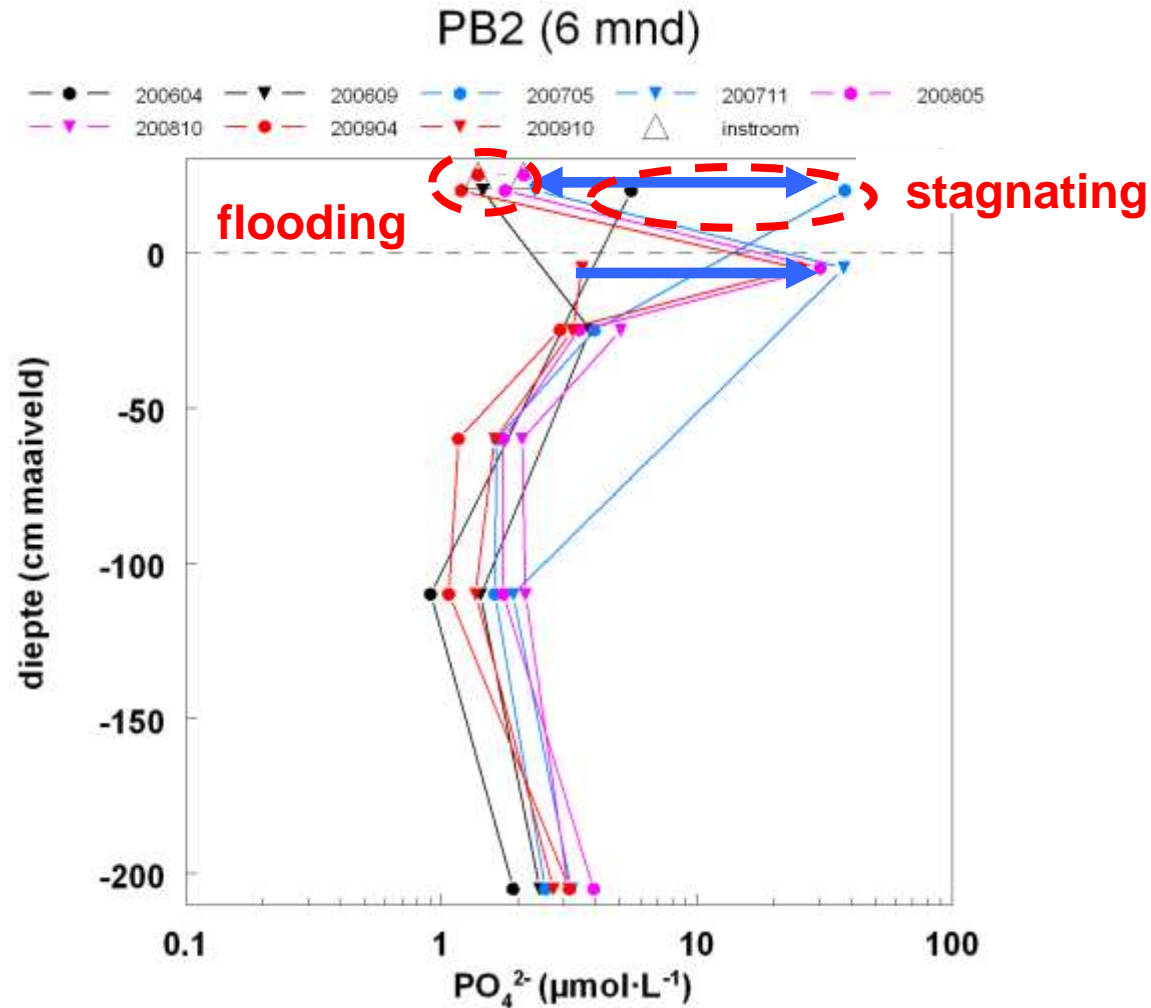 PB2 (6 mnd)
200604 200609 200705 200711 200805
200810 200904 200910 instroom
stagnating
flooding
0
-50
-100
-150
-200
diepte (cm maaiveld)
0.1 1 10 100
PO₄²⁻ (µmol·L⁻¹)